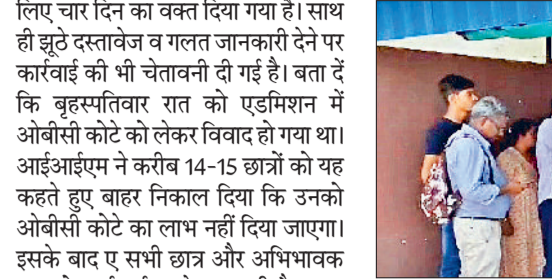 लिए चार दिन का वक्त दिया गया है। साथ
ही झूठे दस्तावेज व गलत जानकारी देने पर
कार्रवाई की भी चेतावनी दी गई है। बता दें
कि बृहस्पतिवार रात को एडमिशन में
ओबीसी कोटे को लेकर विवाद हो गया था।
आईआईएम ने करीब 14-15 छात्रों को यह
कहते हुए बाहर निकाल दिया कि उनको
ओबीसी कोटे का लाभ नहीं दिया जाएगा।
इसके बाद ए सभी छात्र और अभिभावक